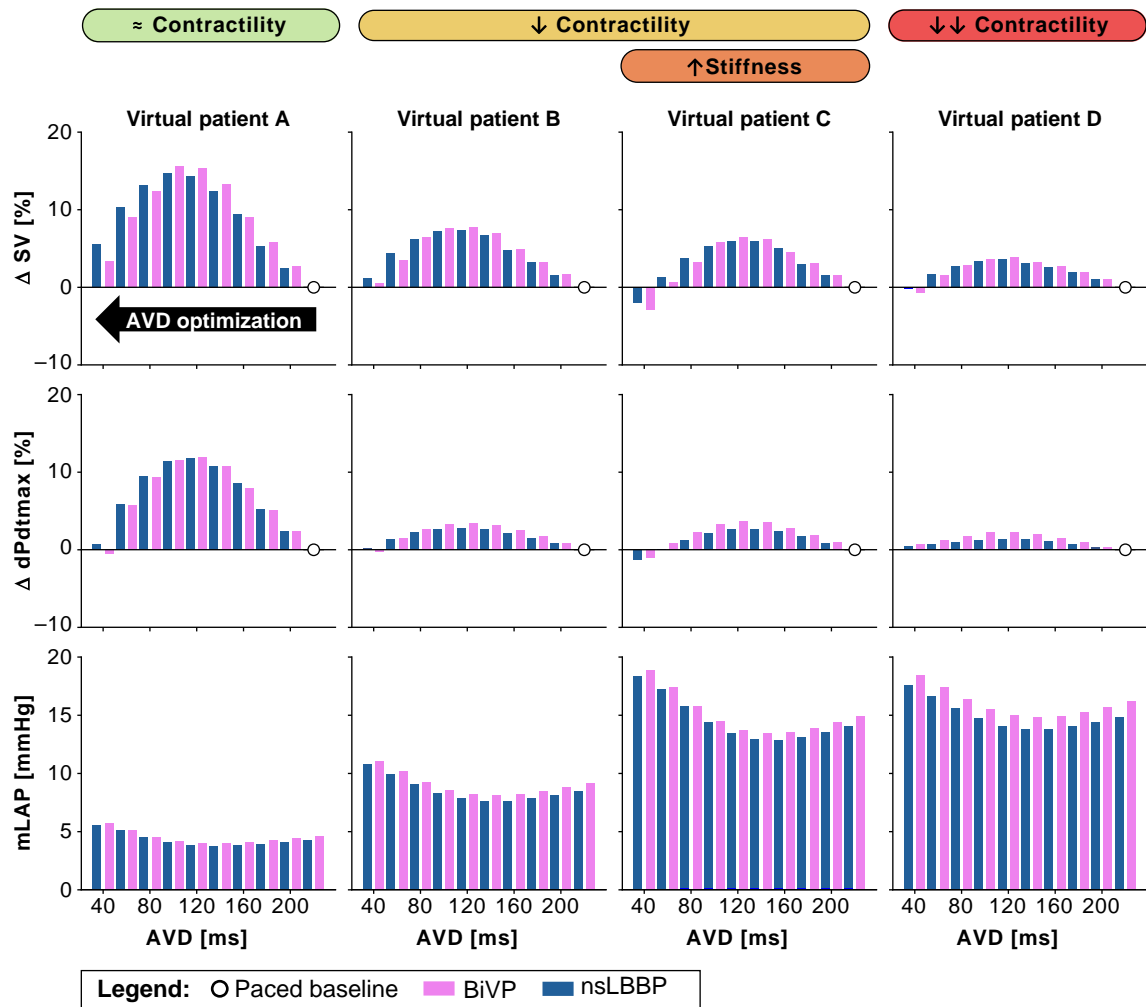 ≈ Contractility ↓ Contractility ↓↓ Contractility
↑Stiffness
Virtual patient A Virtual patient B Virtual patient C Virtual patient D
Δ SV [%]
20
10
0
–10
AVD optimization
Δ dPdtmax [%]
20
10
0
–10
mLAP [mmHg]
20
15
10
5
0
40 80 120 160 200 40 80 120 160 200 40 80 120 160 200 40 80 120 160 200
AVD [ms] AVD [ms] AVD [ms] AVD [ms]
Legend: Paced baseline BiVP nsLBBP